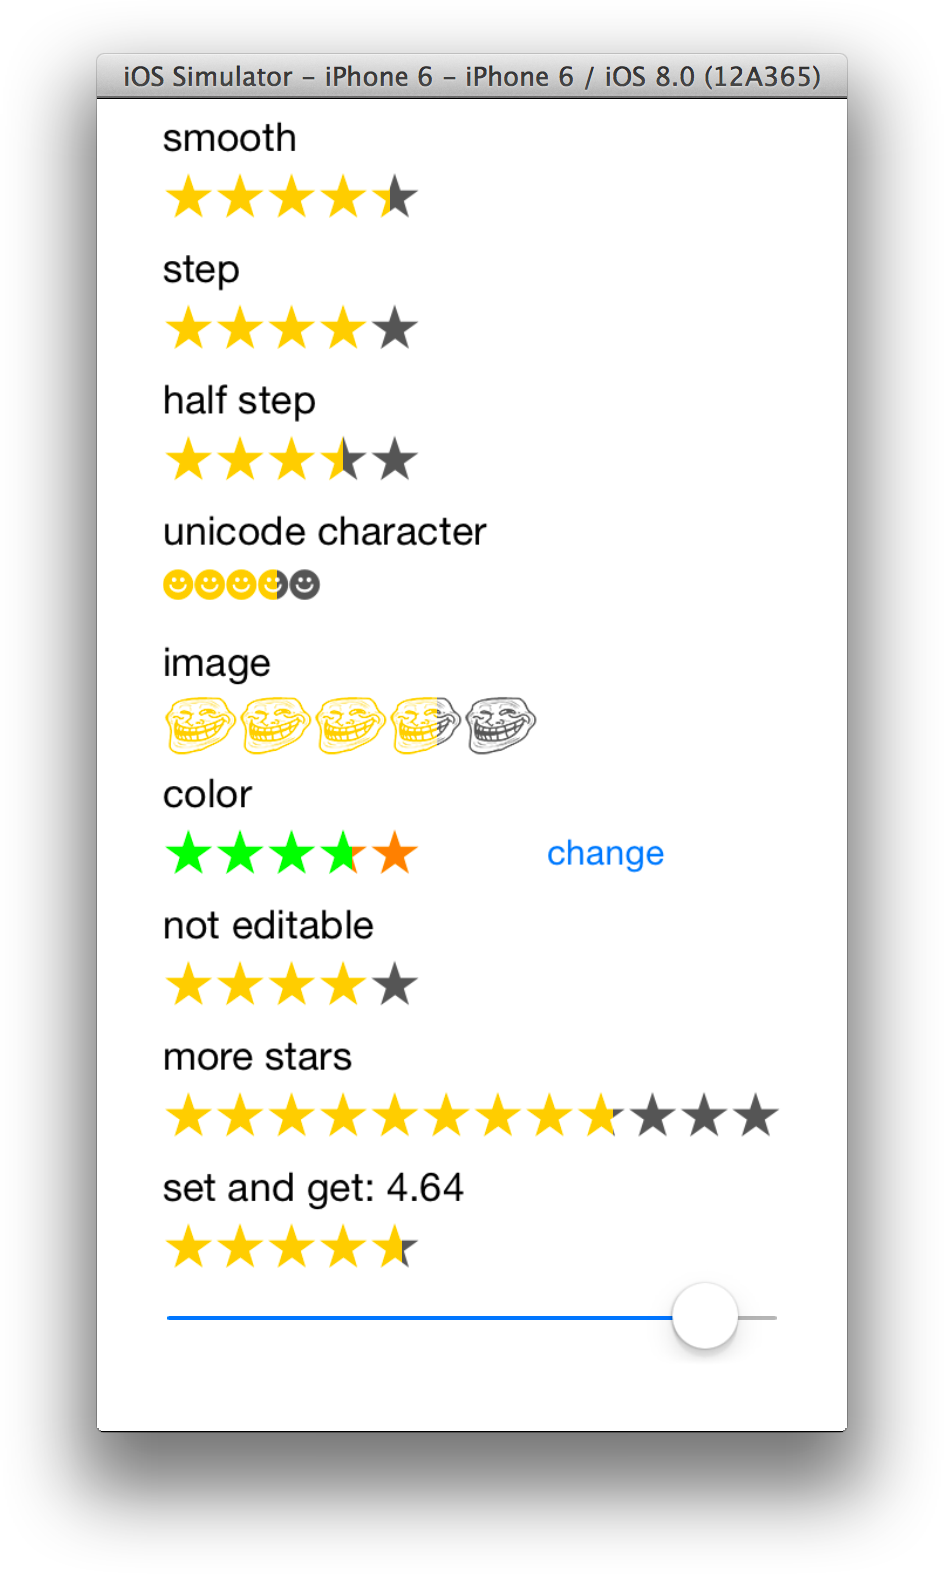 iOS Simulator – iPhone 6 – iPhone 6 / iOS 8.0 (12A365)
smooth
step
half step
unicode character
image
color
change
not editable
more stars
set and get: 4.64